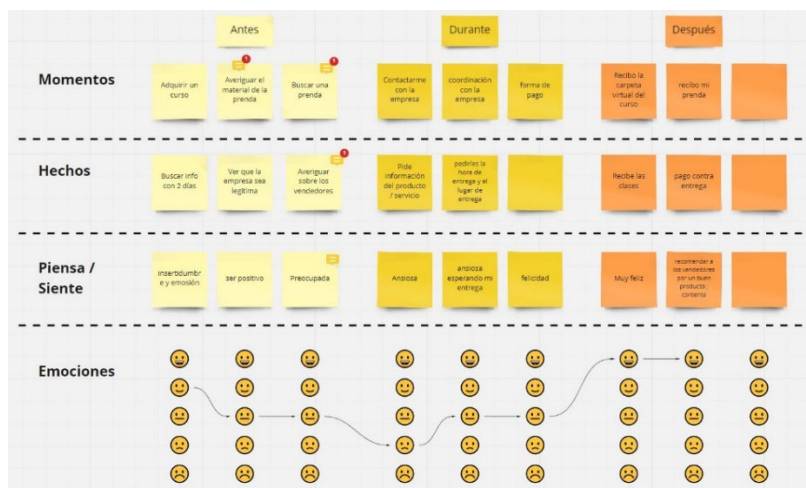 Antes
Durante
Después
Momentos
Adquirir un
curso
Averiguar el
material de la
prenda
Buscar una
prenda
Contactarme
con la
empresa
coordinación
con la
empresa
forma de
pago
Recibo la
carpeta
virtual del
curso
recibo mi
prenda
1
1
Hechos
Buscar info
con 2 días
Ver que la
empresa sea
legítima
Averiguar
sobre los
vendedores
1
Pide
información
del producto
/ servicio
pedirles la
hora de
entrega y el
lugar de
entrega
Recibe las
clases
pago contra
entrega
Piensa /
Siente
Insertidumbr
e y emosión
ser positivo
Preocupada
Ansiosa
ansiosa
esperando mi
entrega
felicidad
Muy feliz
recomendar a
los vendedores
por un buen
producto ;
contenta
Emociones